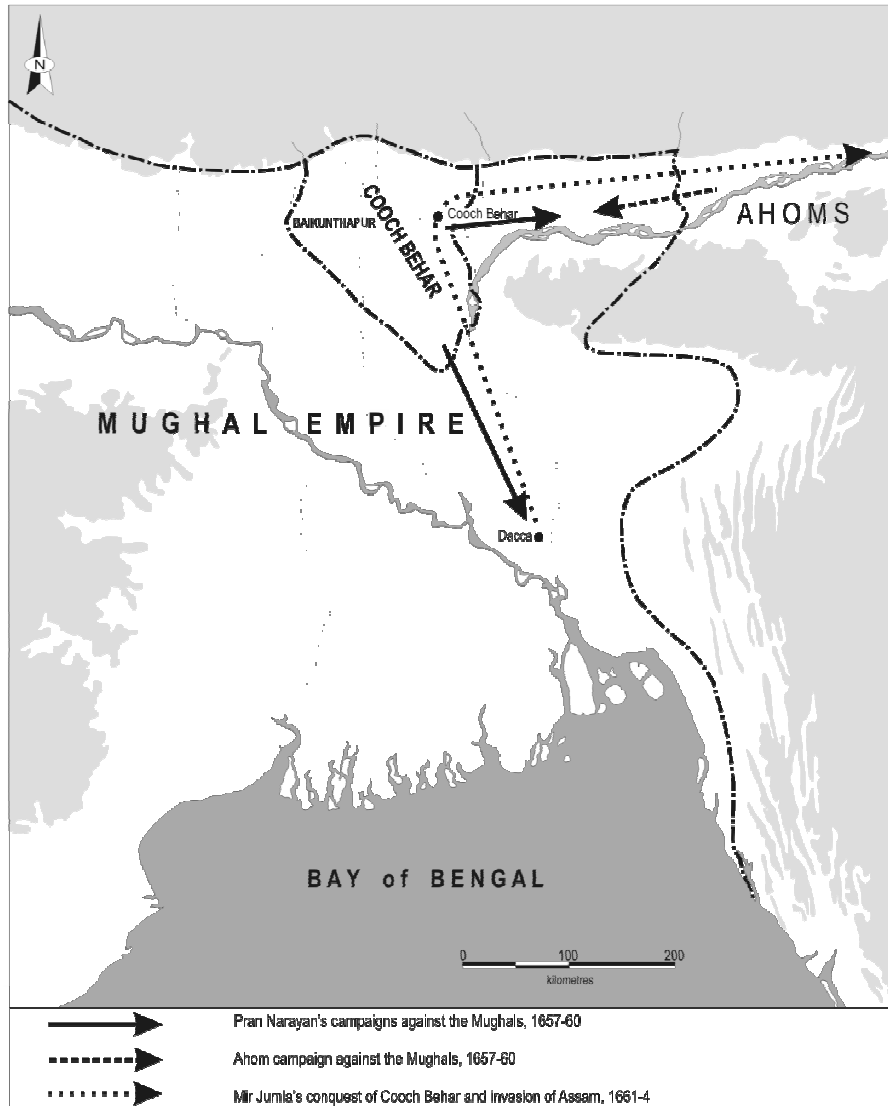 N
COOCH BEHAR
BAIKUNTHAPUR
Cooch Behar
AHOMS
MUGHAL EMPIRE
Dacca
BAY of BENGAL
0 100 200
kilometres
Pran Narayan's campaigns against the Mughals, 1657-60
Ahom campaign against the Mughals, 1657-60
Mir Jumla's conquest of Cooch Behar and invasion of Assam, 1661-4